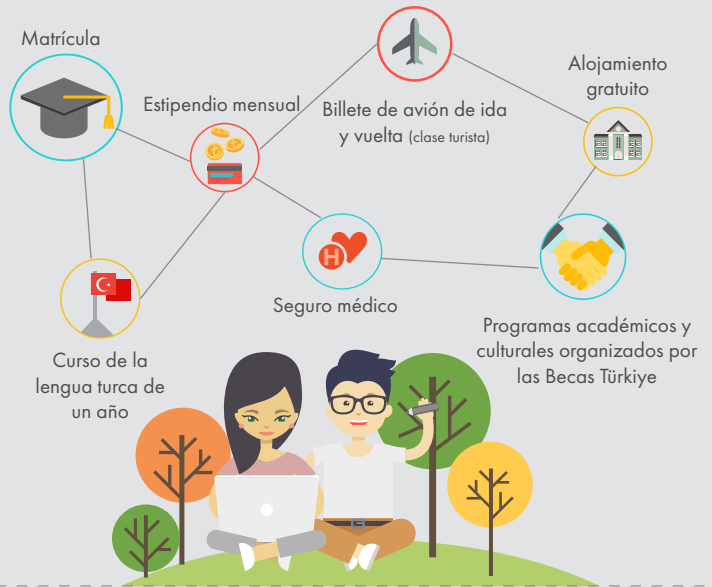 Matrícula
Estipendio mensual
Billete de avión de ida
y vuelta (clase turista)
Alojamiento
gratuito
H
Seguro médico
Programas académicos y
culturales organizados por
las Becas Türkiye
Curso de la
lengua turca de
un año